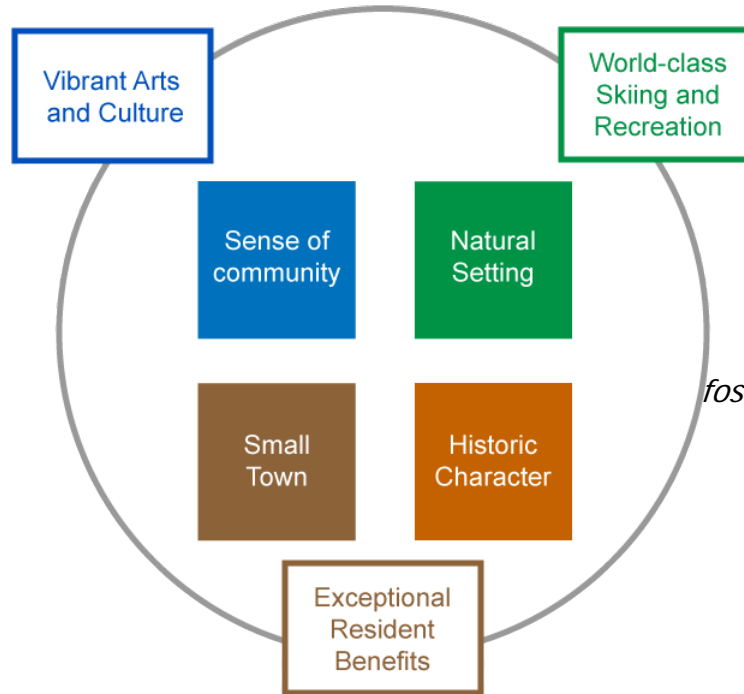 Vibrant Arts
and Culture
World-class
Skiing and
Recreation
Sense of
community
Natural
Setting
fos
Small
Town
Historic
Character
Exceptional
Resident
Benefits